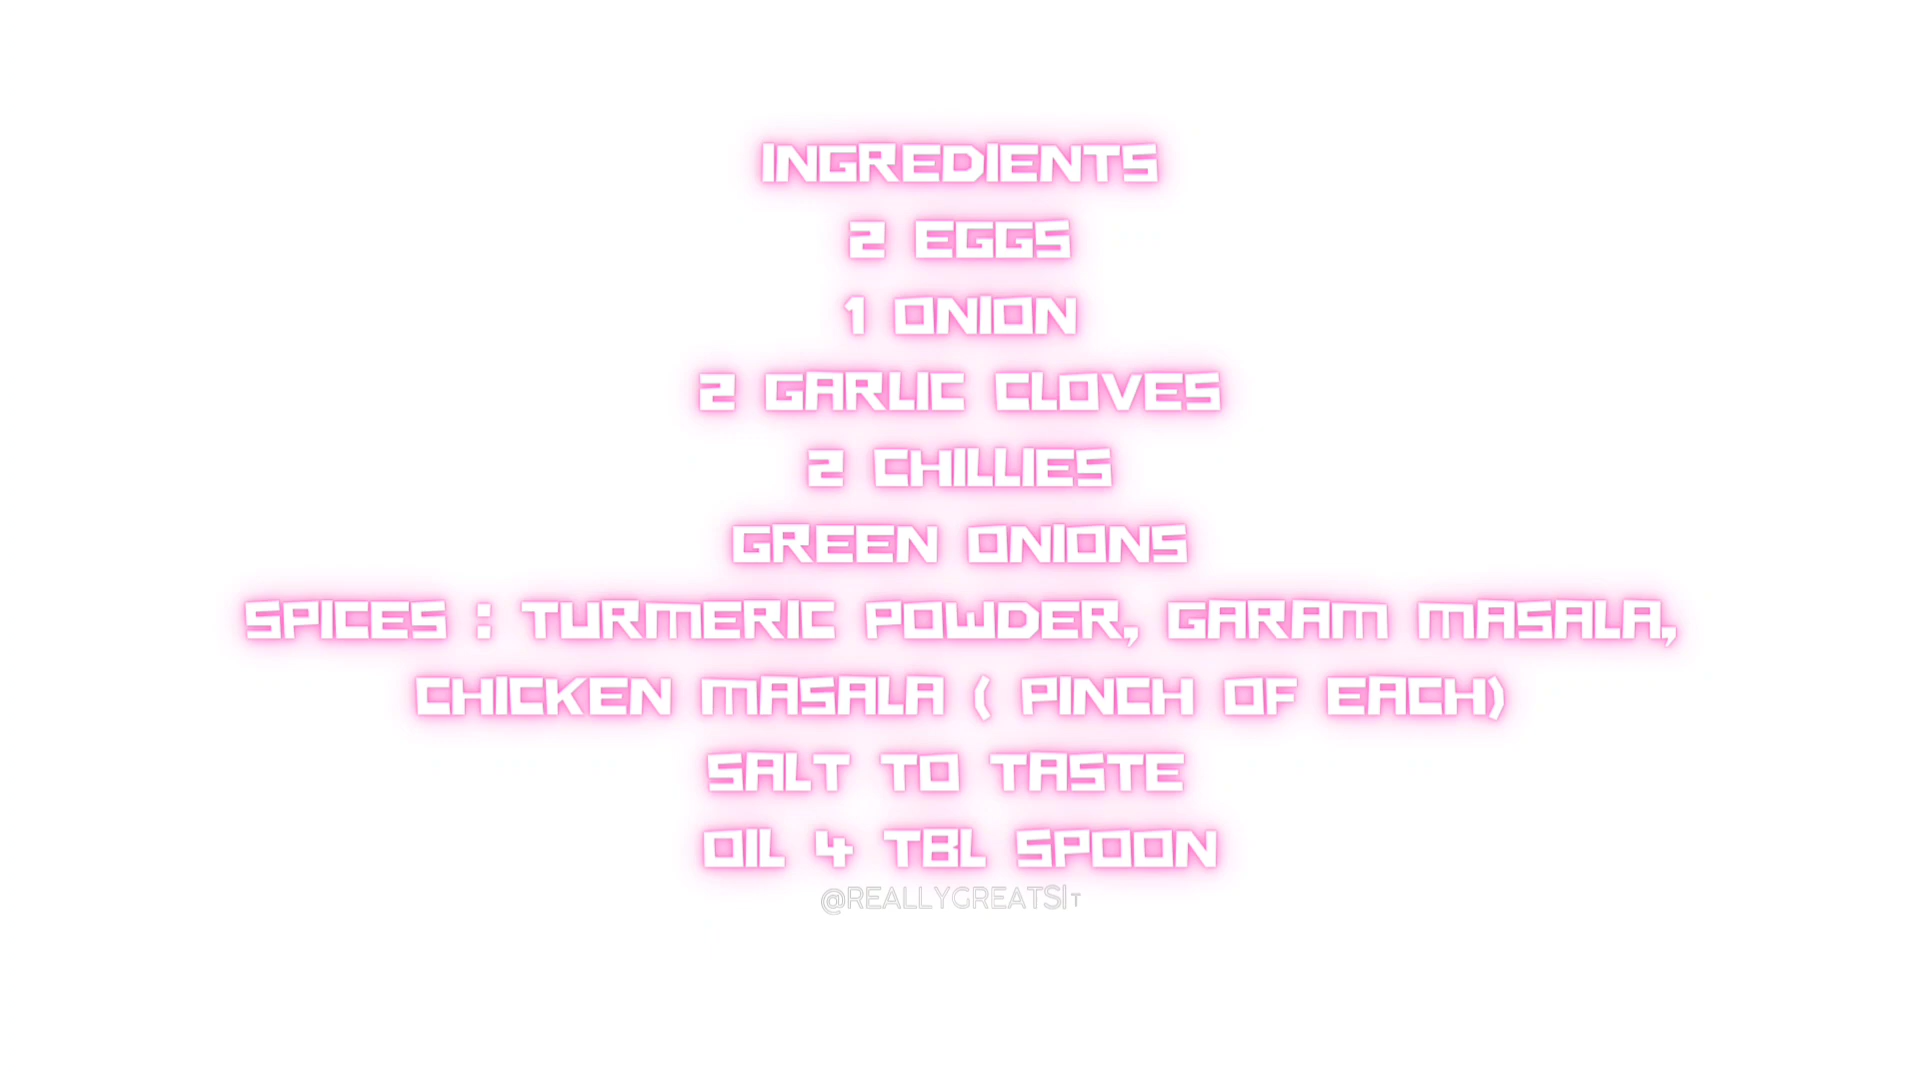 INGREDIENTS
2 EGGS
1 ONION
2 GARLIC CLOVES
2 CHILLIES
GREEN ONIONS
SPICES : TURMERIC POWDER, GARAM MASALA,
CHICKEN MASALA ( PINCH OF EACH)
SALT TO TASTE
OIL 4 TBL SPOON
@REALLYGREATSIT